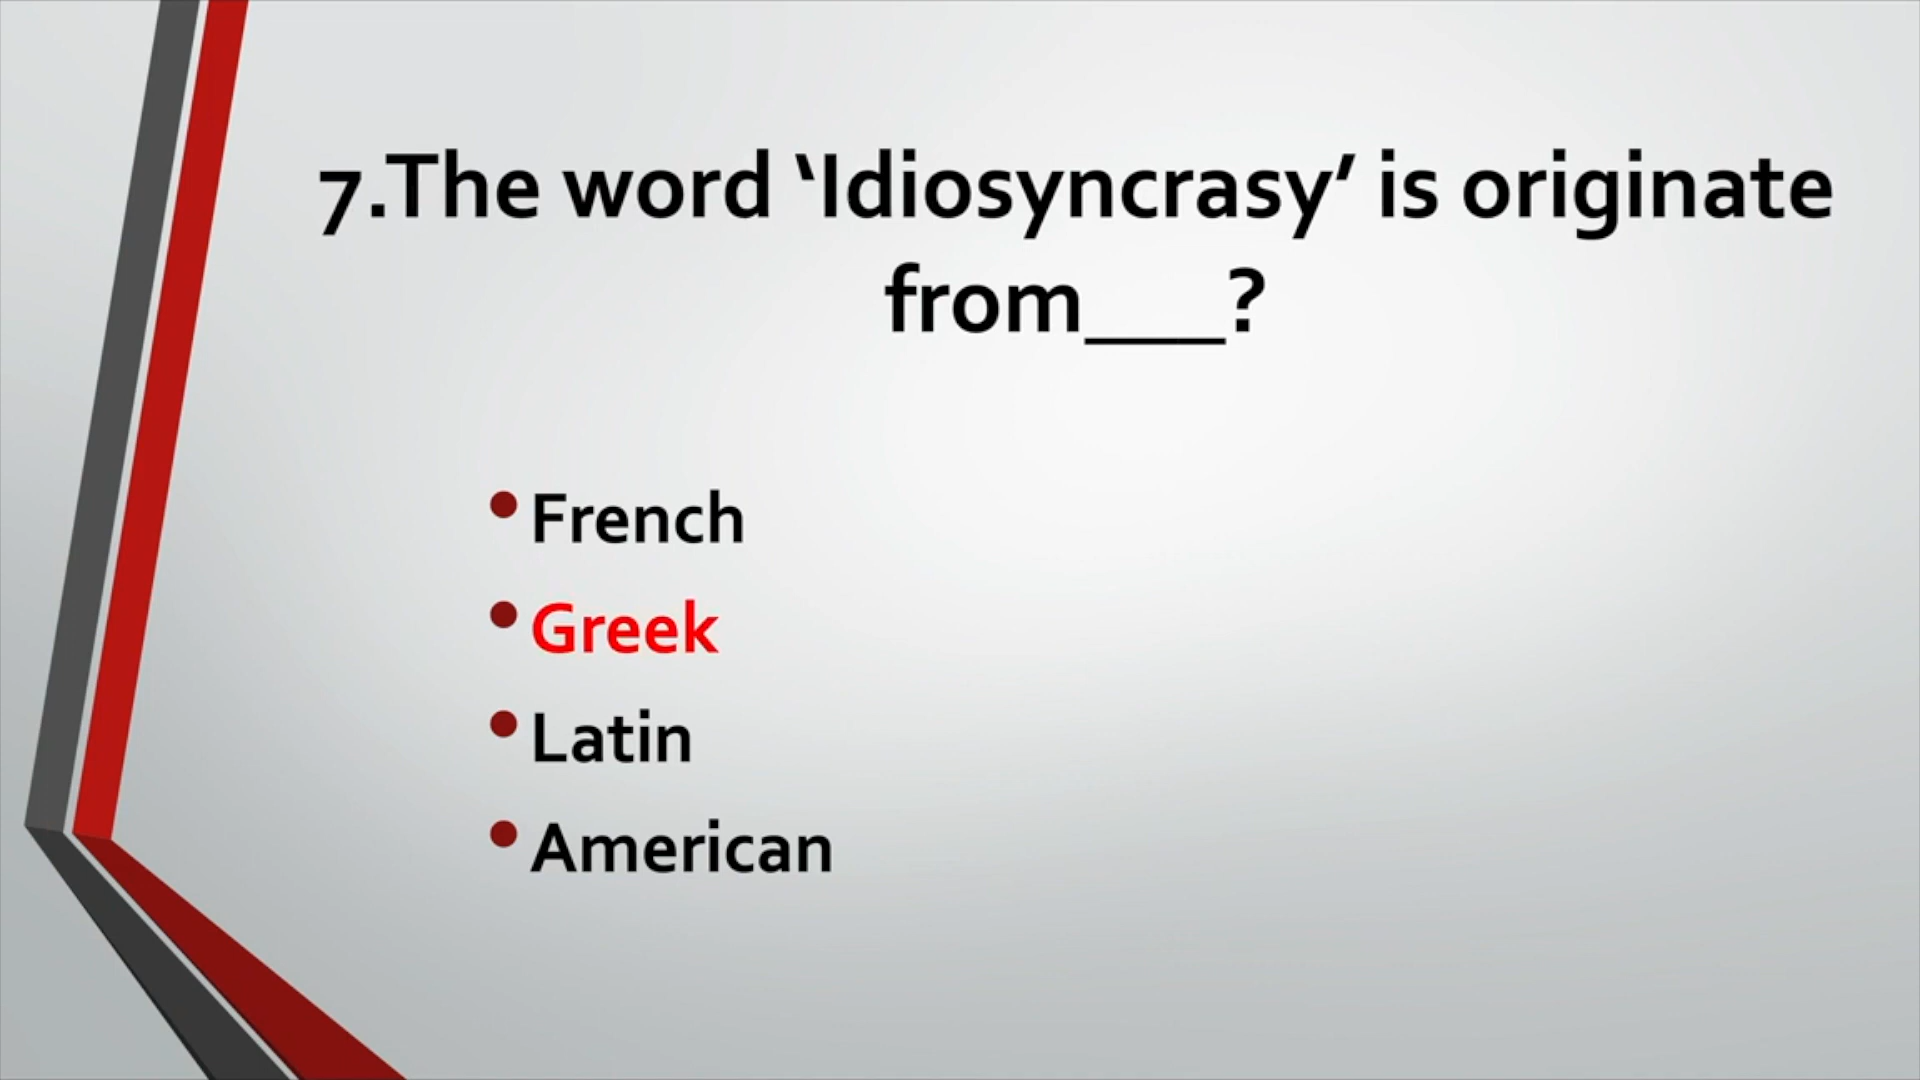 7.The word ‘Idiosyncrasy’ is originate
from___?
• French
• Greek
• Latin
• American